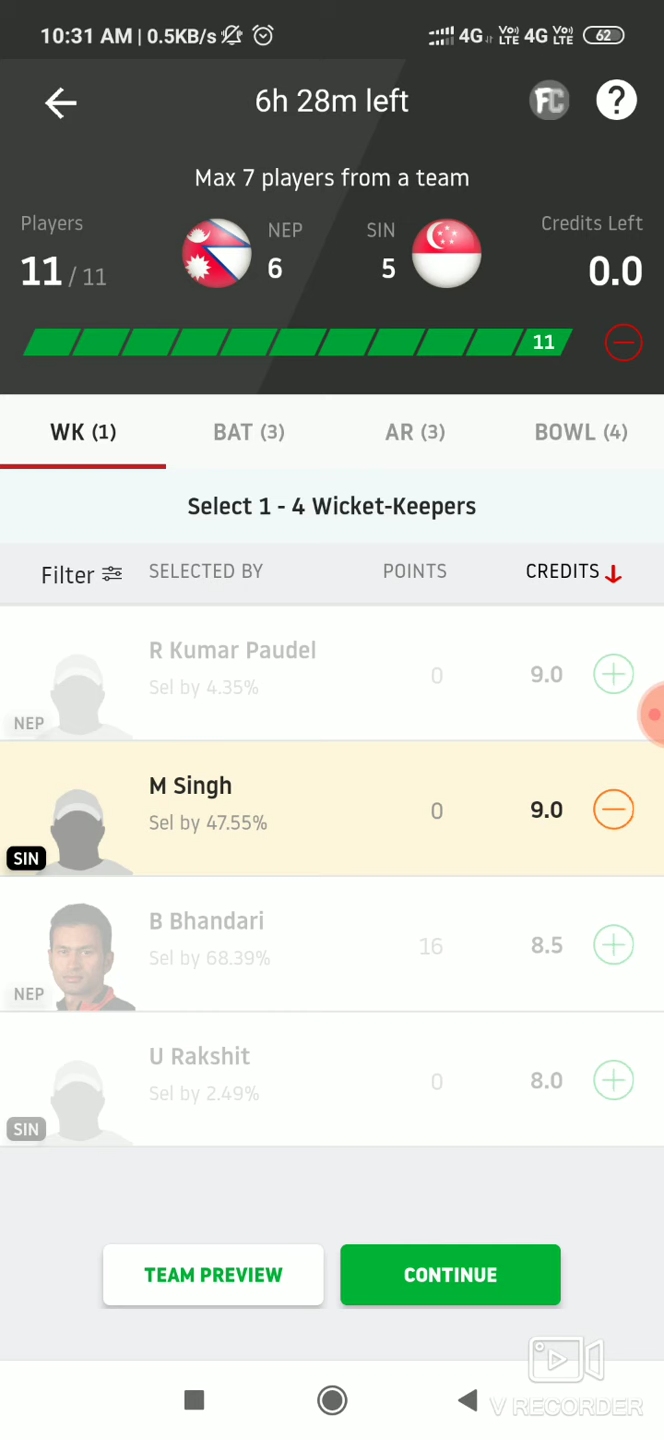 10:31 AM | 0.5KB/s 4G Vo) LTE 4G Vo) LTE 62
6h 28m left FC ?
Max 7 players from a team
Players NEP SIN Credits Left
11 / 11 6 5 0.0
11
WK (1) BAT (3) AR (3) BOWL (4)
Select 1 - 4 Wicket-Keepers
Filter SELECTED BY POINTS CREDITS
R Kumar Paudel
Sel by 4.35% 0 9.0
NEP
M Singh
Sel by 47.55% 0 9.0
SIN
B Bhandari
Sel by 68.39% 16 8.5
NEP
U Rakshit
Sel by 2.49% 0 8.0
SIN
TEAM PREVIEW CONTINUE
V RECORDER